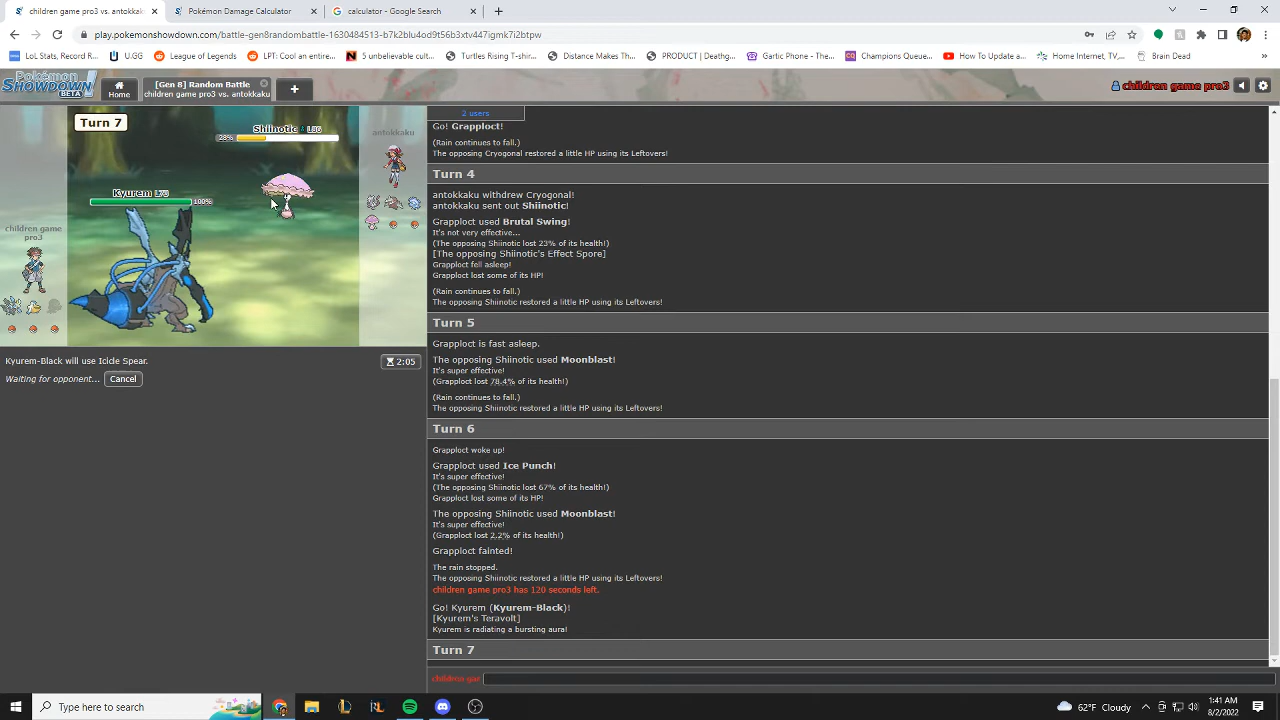 children game pro3 vs. antokkaku
Pokémon Damage Calculator
calculator - Google Search
play.pokemonshowdown.com/battle-gen8randombattle-1630484513-b7k2blu4od9t56b3xtv447lgmk7i2btpw
LoL Stats, Record L...
U.GG
League of Legends
LPT: Cool an entire...
5 unbelievable cult...
Turtles Rising T-shir...
Distance Makes The...
PRODUCT | Deathg...
Gartic Phone - The...
Champions Queue...
How To Update a...
Home Internet, TV,...
Brain Dead
Pokémon
SHOWDOWN
BETA
Home
[Gen 8] Random Battle
children game pro3 vs. antokkaku
children game pro3
Turn 7
Shiinotic L90
28%
antokkaku
Kyurem L70
100%
children game
pro3
Kyurem-Black will use Icicle Spear.
2:05
Waiting for opponent...
Cancel
2 users
Go! Grapploct!
(Rain continues to fall.)
The opposing Cryogonal restored a little HP using its Leftovers!
Turn 4
antokkaku withdrew Cryogonal!
antokkaku sent out Shiinotic!
Grapploct used Brutal Swing!
It's not very effective...
(The opposing Shiinotic lost 23% of its health!)
[The opposing Shiinotic's Effect Spore]
Grapploct fell asleep!
Grapploct lost some of its HP!
(Rain continues to fall.)
The opposing Shiinotic restored a little HP using its Leftovers!
Turn 5
Grapploct is fast asleep.
The opposing Shiinotic used Moonblast!
It's super effective!
(Grapploct lost 78.4% of its health!)
(Rain continues to fall.)
The opposing Shiinotic restored a little HP using its Leftovers!
Turn 6
Grapploct woke up!
Grapploct used Ice Punch!
It's super effective!
(The opposing Shiinotic lost 67% of its health!)
Grapploct lost some of its HP!
The opposing Shiinotic used Moonblast!
It's super effective!
(Grapploct lost 2.2% of its health!)
Grapploct fainted!
The rain stopped.
The opposing Shiinotic restored a little HP using its Leftovers!
children game pro3 has 120 seconds left.
Go! Kyurem (Kyurem-Black)!
[Kyurem's Teravolt]
Kyurem is radiating a bursting aura!
Turn 7
children gar
Type here to search
62°F Cloudy
1:41 AM
8/2/2022